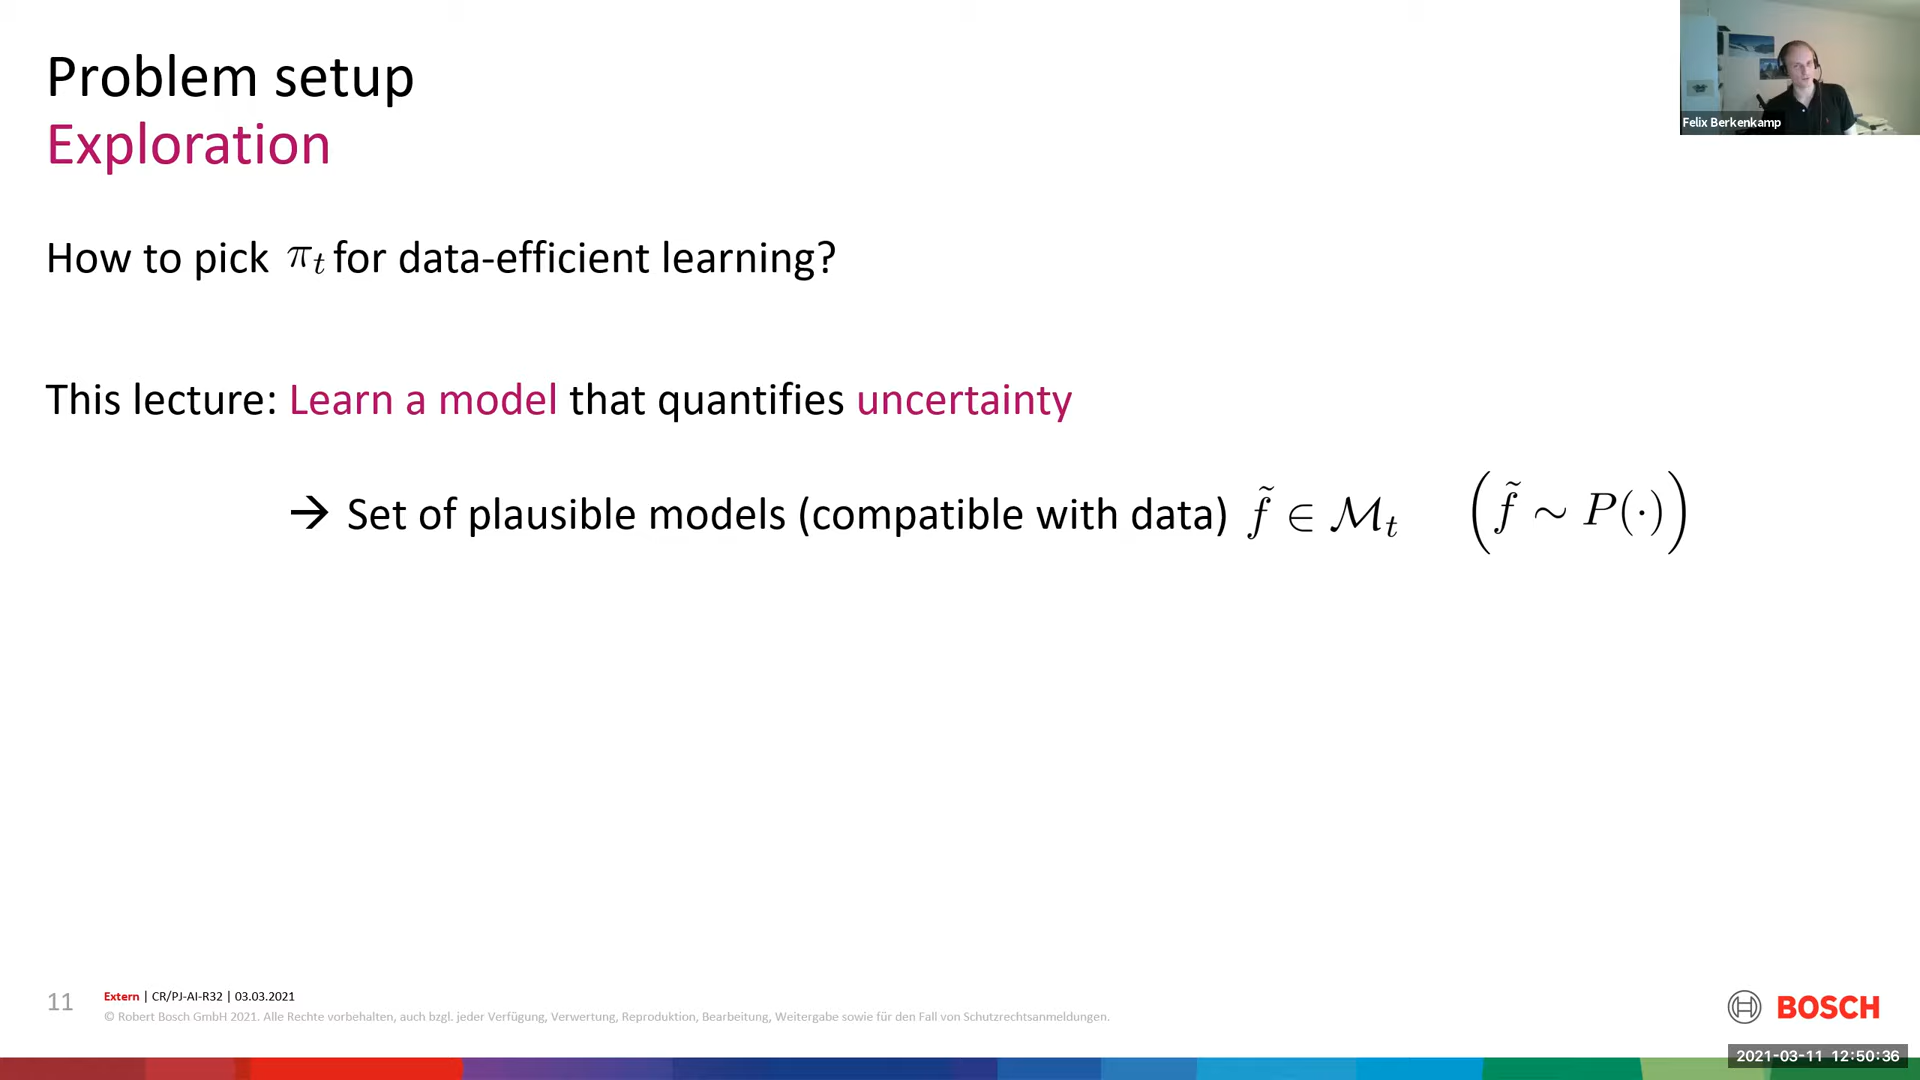 Problem setup
Exploration
Felix Berkenkamp
How to pick π_t for data-efficient learning?
This lecture: Learn a model that quantifies uncertainty
→ Set of plausible models (compatible with data) f̃ ∈ ℳ_t (f̃ ∼ P(·))
11
Extern | CR/PJ-AI-R32 | 03.03.2021
© Robert Bosch GmbH 2021. Alle Rechte vorbehalten, auch bzgl. jeder Verfügung, Verwertung, Reproduktion, Bearbeitung, Weitergabe sowie für den Fall von Schutzrechtsanmeldungen.
BOSCH
2021-03-11 12:50:36